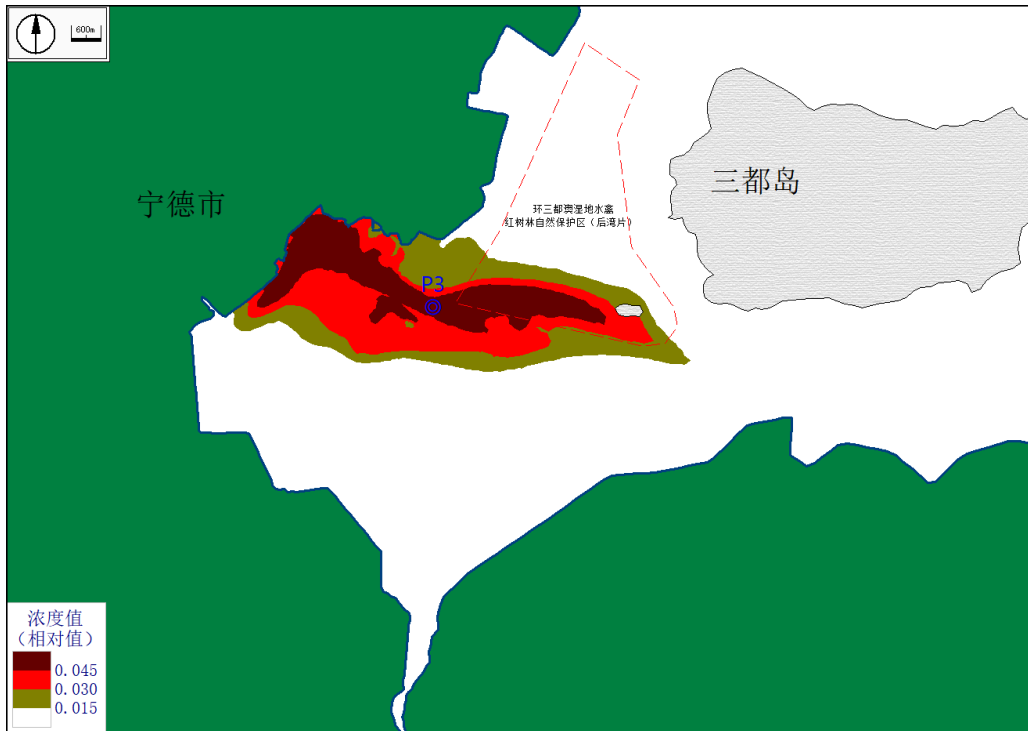 600m
宁德市
三都岛
环三都澳湿地水禽
红树林自然保护区（后湾片）
P3
浓度值
（相对值）
0.045
0.030
0.015